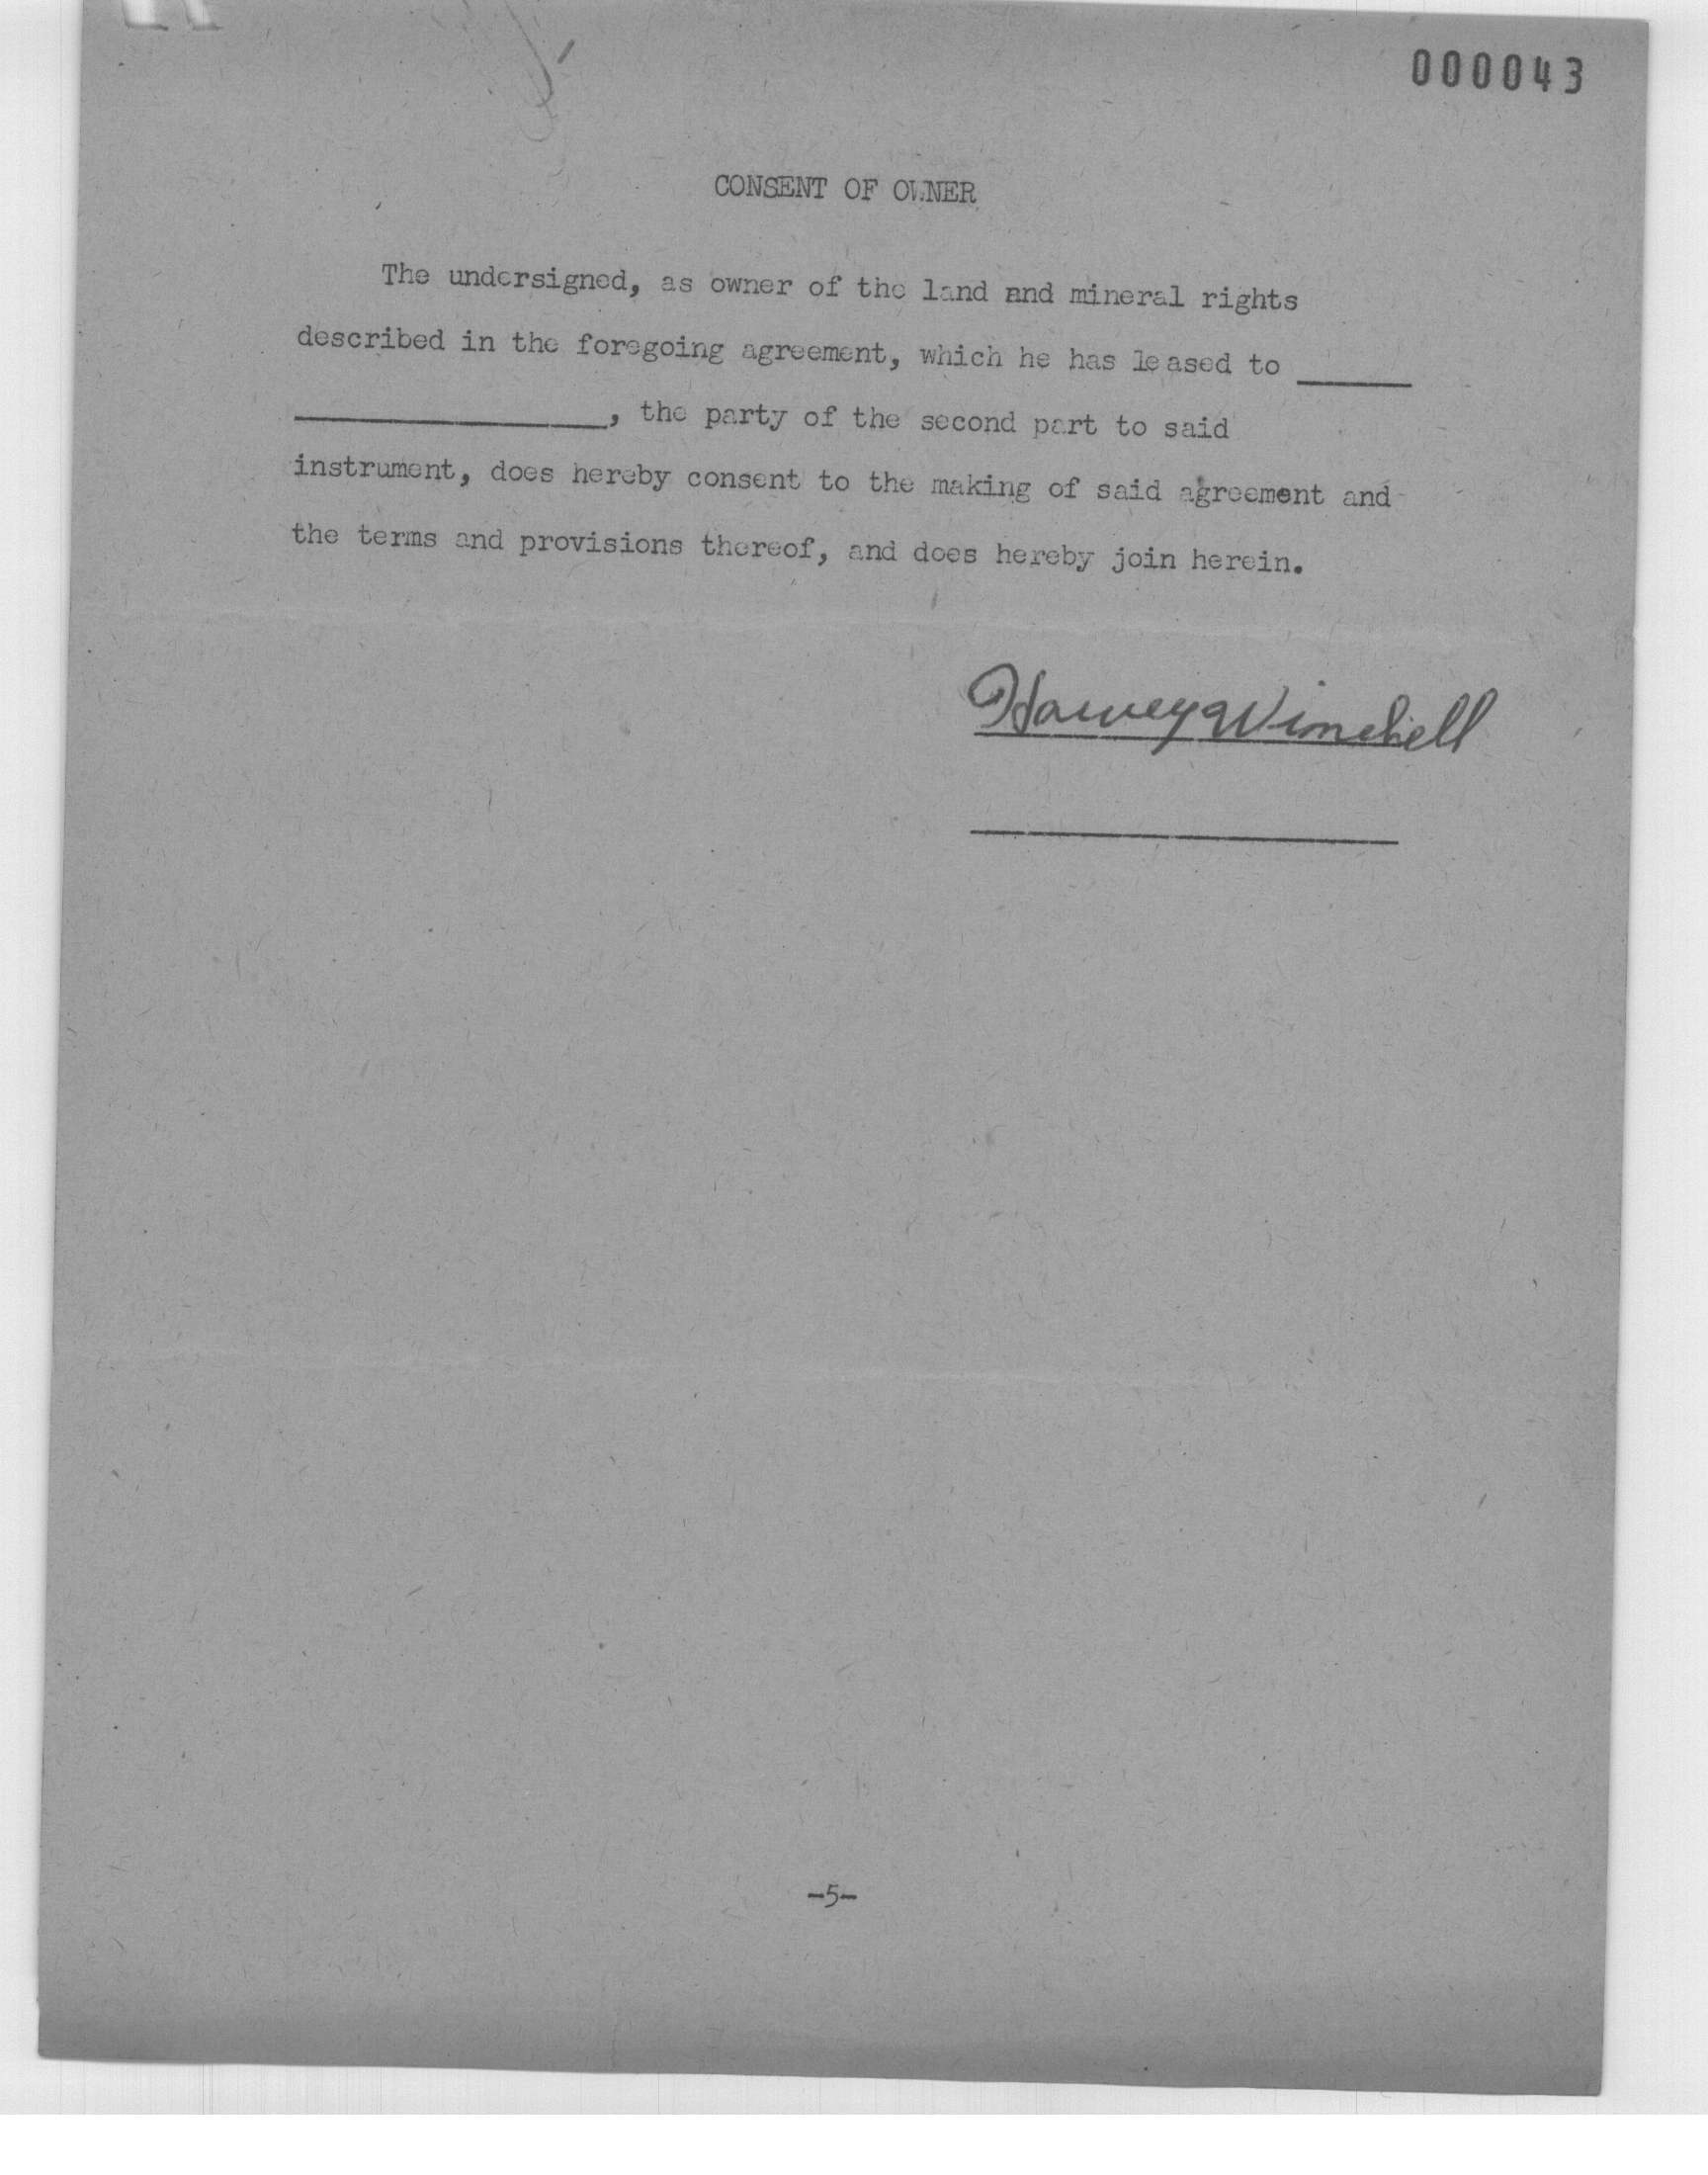 000043
CONSENT OF OWNER
The undersigned, as owner of the land and mineral rights
described in the foregoing agreement, which he has leased to ______
________________, the party of the second part to said
instrument, does hereby consent to the making of said agreement and
the terms and provisions thereof, and does hereby join herein.
Harvey Winchell
-5-